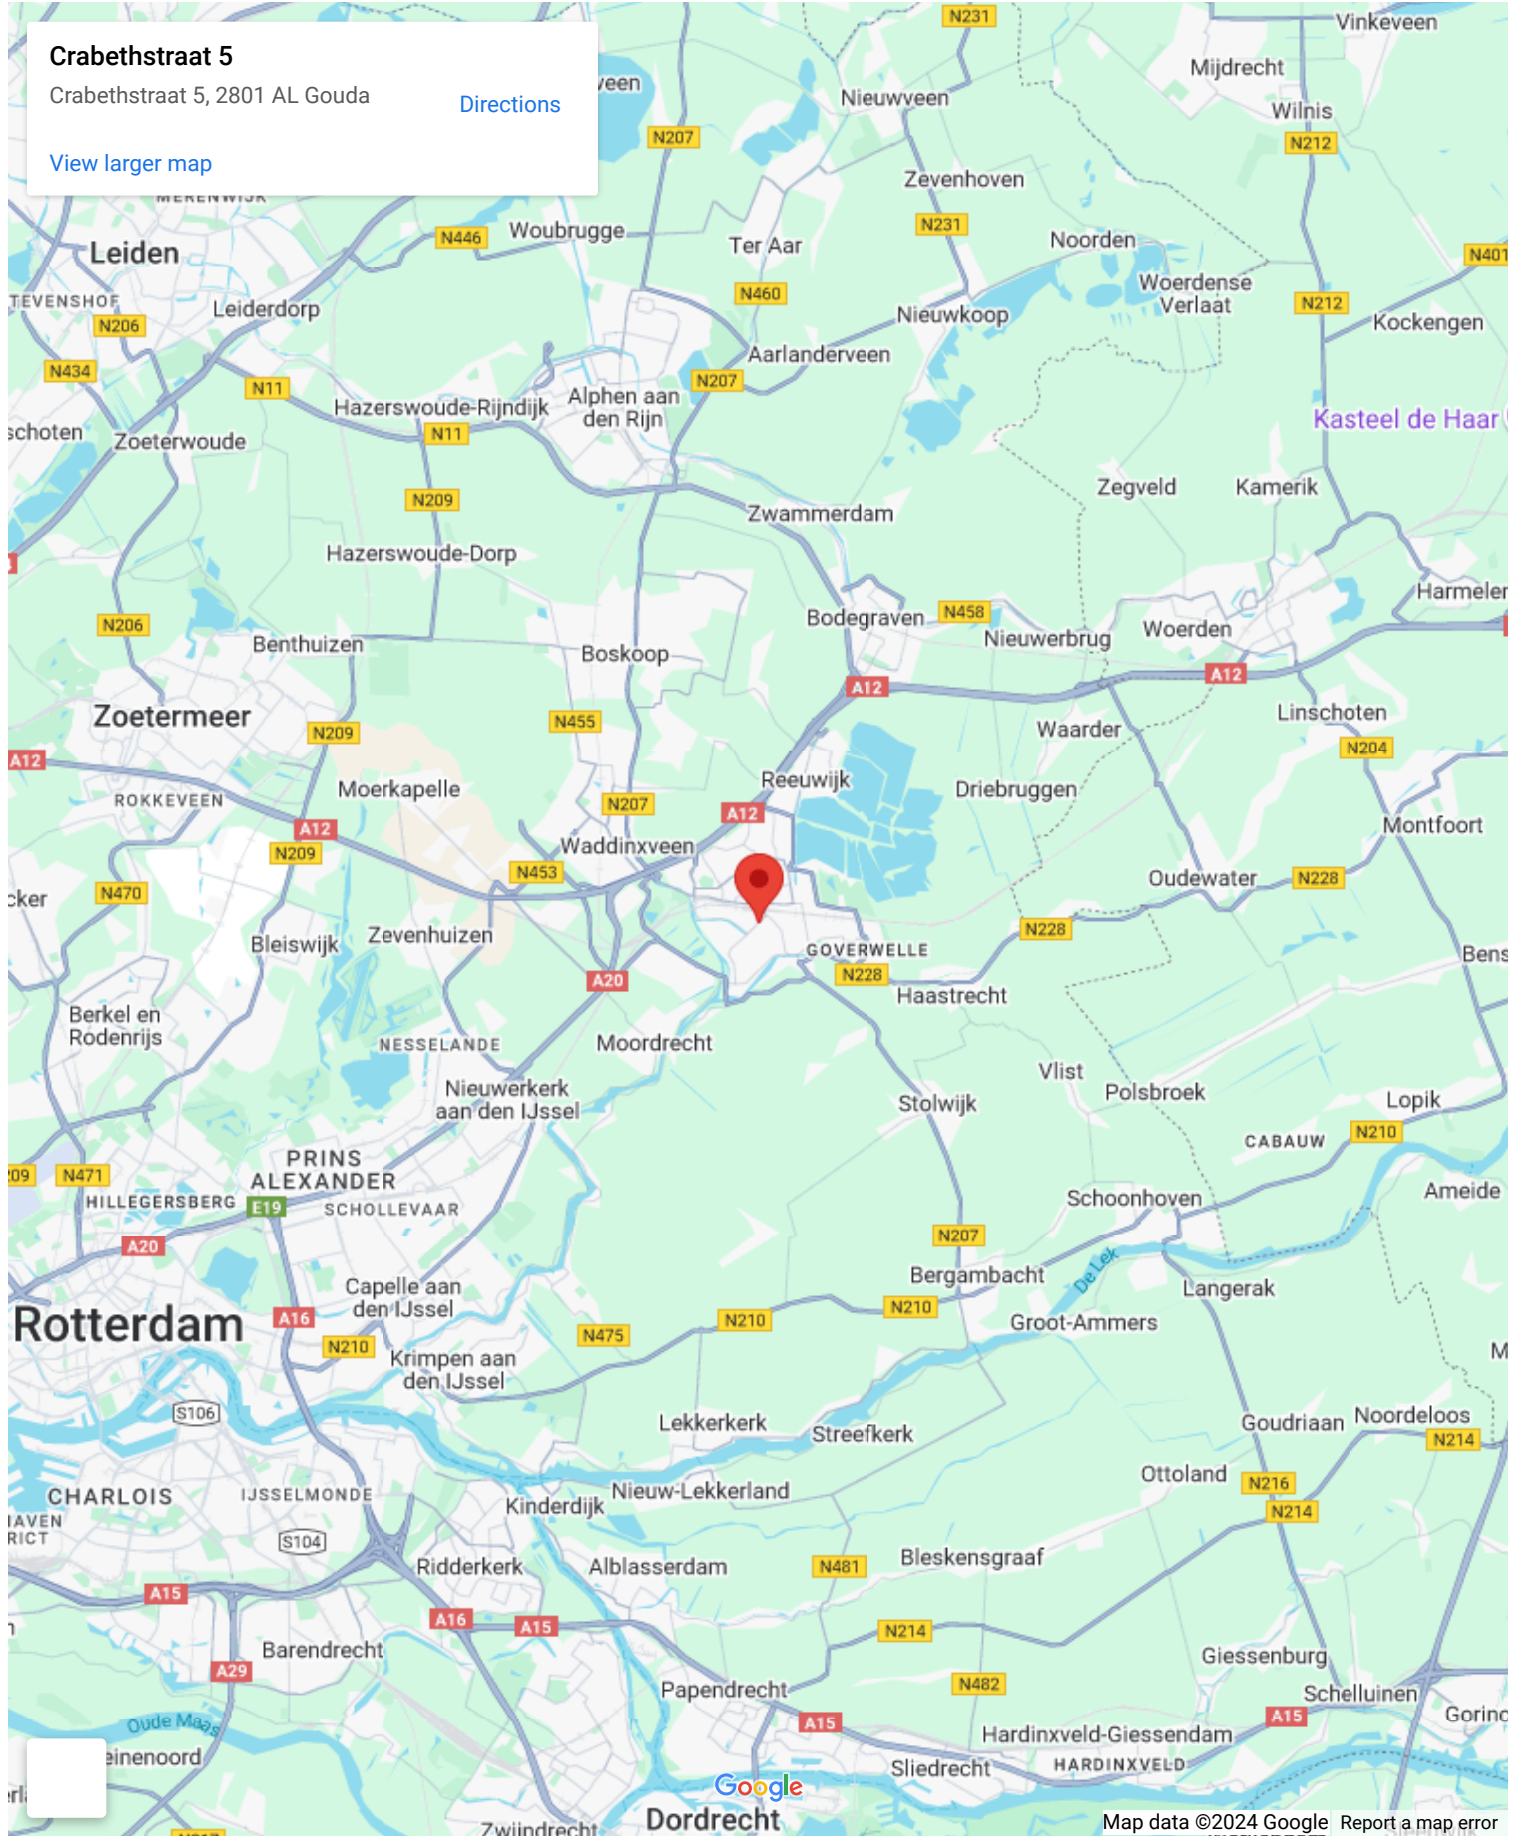 Crabethstraat 5
Crabethstraat 5, 2801 AL Gouda
Directions
View larger map
N231
Vinkeveen
Mijdrecht
Nieuwveen
Wilnis
N207
N212
Zevenhoven
N231
N446
Woubrugge
Ter Aar
Noorden
Leiden
N401
Woerdense
Verlaat
N460
N212
Leiderdorp
Nieuwkoop
N206
Kockengen
Aarlanderveen
N434
N207
N11
Alphen aan
den Rijn
Hazerswoude-Rijndijk
Kasteel de Haar
N11
Zoeterwoude
Zegveld
Kamerik
N209
Zwammerdam
Hazerswoude-Dorp
N206
Bodegraven
N458
Nieuwerbrug
Woerden
Benthuizen
Boskoop
A12
A12
Zoetermeer
N209
N455
Waarder
Linschoten
N204
A12
Reeuwijk
Driebruggen
Moerkapelle
ROKKEVEEN
N207
A12
A12
Montfoort
Waddinxveen
N209
N453
Oudewater
N228
N470
Bleiswijk
Zevenhuizen
GOVERWELLE
N228
N228
A20
Haastrecht
Berkel en
Rodenrijs
NESSELANDE
Moordrecht
Vlist
Polsbroek
Nieuwerkerk
aan den IJssel
Stolwijk
Lopik
CABAUW
N210
PRINS
ALEXANDER
N471
HILLEGERSBERG
E19
SCHOLLEVAAR
Schoonhoven
Ameide
A20
N207
De Lek
Bergambacht
Langerak
Capelle aan
den IJssel
Rotterdam
A16
N210
N210
Groot-Ammers
N475
N210
Krimpen aan
den IJssel
S106
Lekkerkerk
Streefkerk
Goudriaan
Noordeloos
N214
Ottoland
N216
CHARLOIS
IJSSELMONDE
Nieuw-Lekkerland
Kinderdijk
N214
S104
Ridderkerk
Alblasserdam
N481
Bleskensgraaf
A15
A16
A15
N214
Barendrecht
Giessenburg
A29
N482
Papendrecht
Schelluinen
A15
A15
Oude Maas
Hardinxveld-Giessendam
HARDINXVELD
Sliedrecht
Google
Dordrecht
Zwijndrecht
Map data ©2024 Google
Report a map error